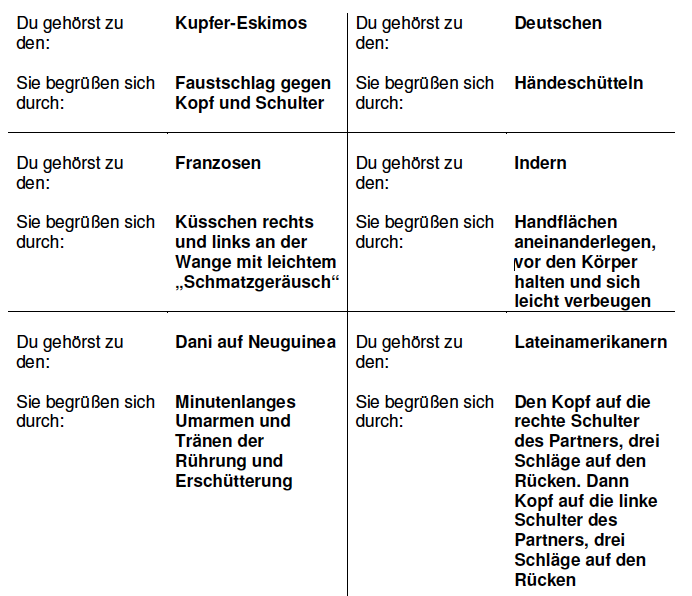 Du gehörst zu
den:
Kupfer-Eskimos
Sie begrüßen sich
durch:
Faustschlag gegen
Kopf und Schulter
Du gehörst zu
den:
Deutschen
Sie begrüßen sich
durch:
Händeschütteln
Du gehörst zu
den:
Franzosen
Sie begrüßen sich
durch:
Küsschen rechts
und links an der
Wange mit leichtem
„Schmatzgeräusch“
Du gehörst zu
den:
Indern
Sie begrüßen sich
durch:
Handflächen
aneinanderlegen,
vor den Körper
halten und sich
leicht verbeugen
Du gehörst zu
den:
Dani auf Neuguinea
Sie begrüßen sich
durch:
Minutenlanges
Umarmen und
Tränen der
Rührung und
Erschütterung
Du gehörst zu
den:
Lateinamerikanern
Sie begrüßen sich
durch:
Den Kopf auf die
rechte Schulter
des Partners, drei
Schläge auf den
Rücken. Dann
Kopf auf die linke
Schulter des
Partners, drei
Schläge auf den
Rücken